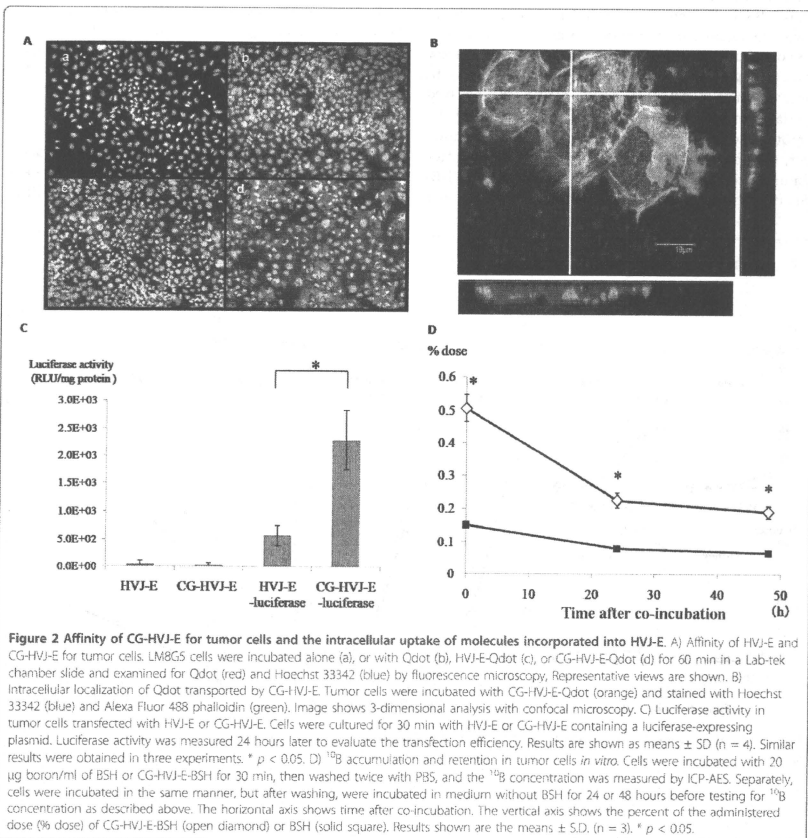 A
B
a
b
c
d
10μm
C
D
Luciferase activity
(RLU/mg protein )
3.0E+03
2.5E+03
2.0E+03
1.5E+03
1.0E+03
5.0E+02
0.0E+00
*
HVJ-E
CG-HVJ-E
HVJ-E
-luciferase
CG-HVJ-E
-luciferase
% dose
0.6
0.5
0.4
0.3
0.2
0.1
0
*
*
*
0
10
20
30
40
50
Time after co-incubation
(h)
Figure 2 Affinity of CG-HVJ-E for tumor cells and the intracellular uptake of molecules incorporated into HVJ-E. A) Affinity of HVJ-E and
CG-HVJ-E for tumor cells. LM8G5 cells were incubated alone (a), or with Qdot (b), HVJ-E-Qdot (c), or CG-HVJ-E-Qdot (d) for 60 min in a Lab-tek
chamber slide and examined for Qdot (red) and Hoechst 33342 (blue) by fluorescence microscopy, Representative views are shown. B)
Intracellular localization of Qdot transported by CG-HVJ-E. Tumor cells were incubated with CG-HVJ-E-Qdot (orange) and stained with Hoechst
33342 (blue) and Alexa Fluor 488 phalloidin (green). Image shows 3-dimensional analysis with confocal microscopy. C) Luciferase activity in
tumor cells transfected with HVJ-E or CG-HVJ-E. Cells were cultured for 30 min with HVJ-E or CG-HVJ-E containing a luciferase-expressing
plasmid. Luciferase activity was measured 24 hours later to evaluate the transfection efficiency. Results are shown as means ± SD (n = 4). Similar
results were obtained in three experiments. * p < 0.05. D) ¹⁰B accumulation and retention in tumor cells in vitro. Cells were incubated with 20
μg boron/ml of BSH or CG-HVJ-E-BSH for 30 min, then washed twice with PBS, and the ¹⁰B concentration was measured by ICP-AES. Separately,
cells were incubated in the same manner, but after washing, were incubated in medium without BSH for 24 or 48 hours before testing for ¹⁰B
concentration as described above. The horizontal axis shows time after co-incubation. The vertical axis shows the percent of the administered
dose (% dose) of CG-HVJ-E-BSH (open diamond) or BSH (solid square). Results shown are the means ± S.D. (n = 3). * p < 0.05.